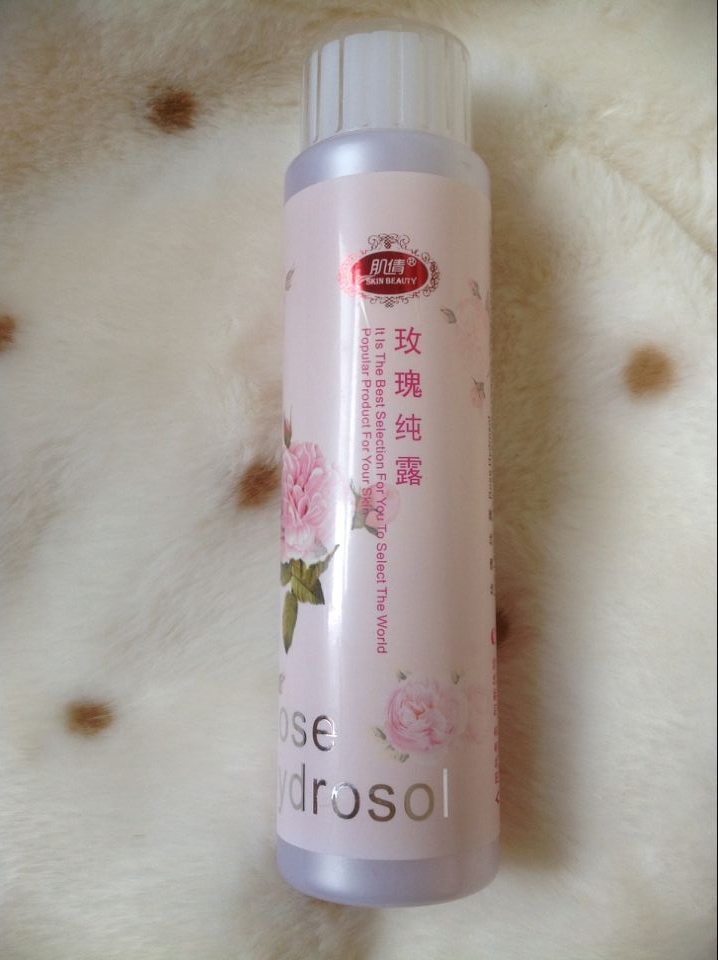 肌倩®
SKIN BEAUTY
玫瑰纯露
It Is The Best Selection For You To Select The World
Popular Product For Your Skin
ose
ydrosol